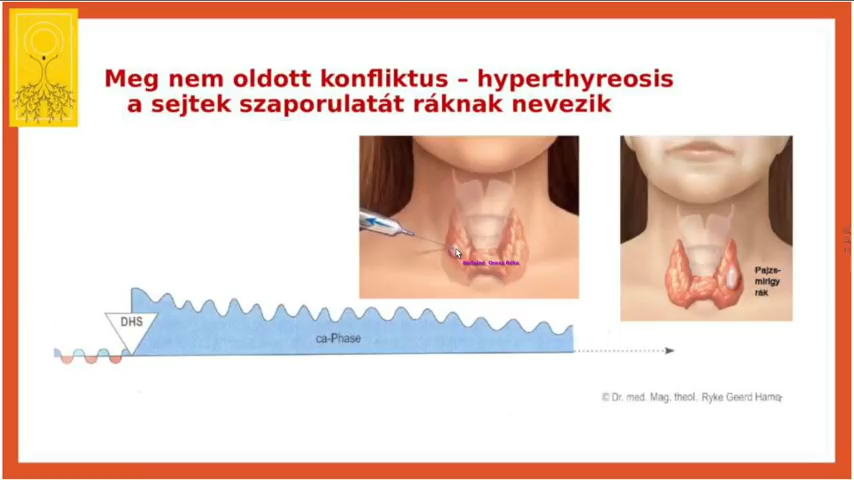 Meg nem oldott konfliktus – hyperthyreosis
a sejtek szaporulatát ráknak nevezik
Pajzs-
mirigy
rák
DHS
ca-Phase
© Dr. med. Mag. theol. Ryke Geerd Hamer